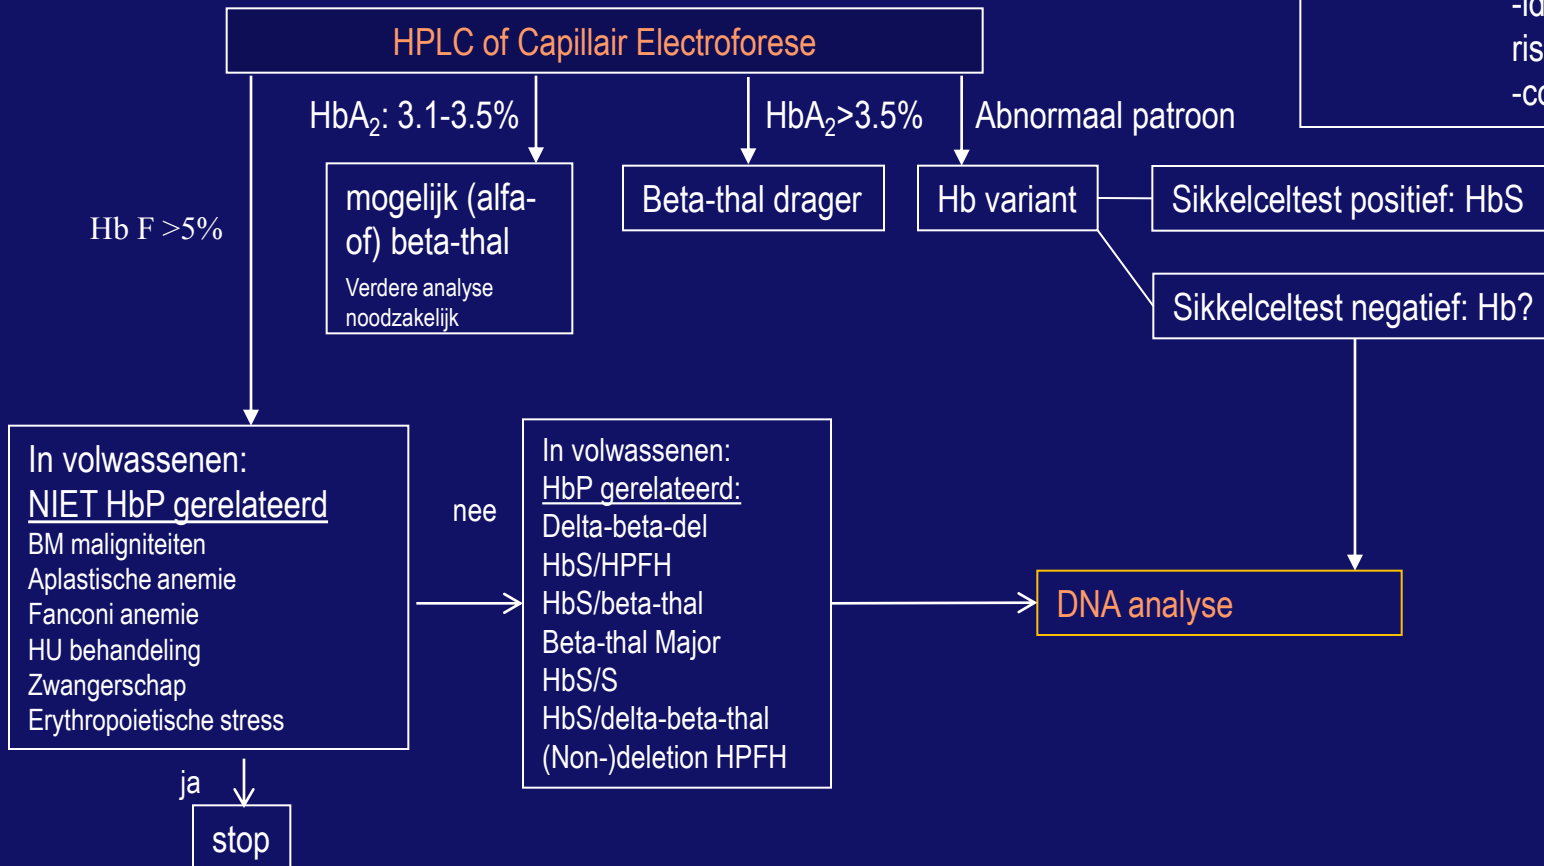 HPLC of Capillair Electroforese
HbA₂: 3.1-3.5%
HbA₂>3.5%
Abnormaal patroon
Hb F >5%
mogelijk (alfa-
of) beta-thal
Verdere analyse
noodzakelijk
Beta-thal drager
Hb variant
Sikkelceltest positief: HbS
Sikkelceltest negatief: Hb?
In volwassenen:
NIET HbP gerelateerd
BM maligniteiten
Aplastische anemie
Fanconi anemie
HU behandeling
Zwangerschap
Erythropoietische stress
nee
In volwassenen:
HbP gerelateerd:
Delta-beta-del
HbS/HPFH
HbS/beta-thal
Beta-thal Major
HbS/S
HbS/delta-beta-thal
(Non-)deletion HPFH
DNA analyse
ja
stop